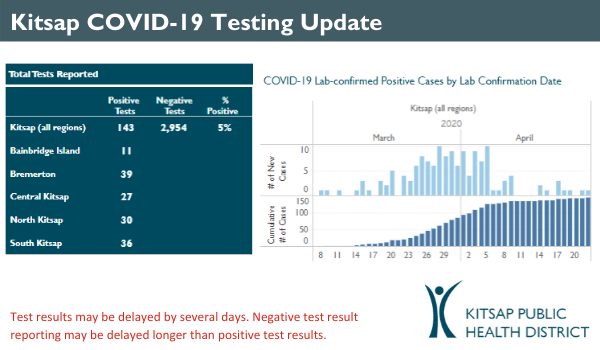 Kitsap COVID-19 Testing Update
Total Tests Reported
Positive Tests Negative Tests % Positive
Kitsap (all regions) 143 2,954 5%
Bainbridge Island 11
Bremerton 39
Central Kitsap 27
North Kitsap 30
South Kitsap 36
COVID-19 Lab-confirmed Positive Cases by Lab Confirmation Date
Kitsap (all regions)
2020
March April
# of New Cases
10
5
0
Cumulative # of Cases
150
100
50
0
8 11 14 17 20 23 26 29 2 5 8 11 14 17 20
Test results may be delayed by several days. Negative test result
reporting may be delayed longer than positive test results.
KITSAP PUBLIC
HEALTH DISTRICT